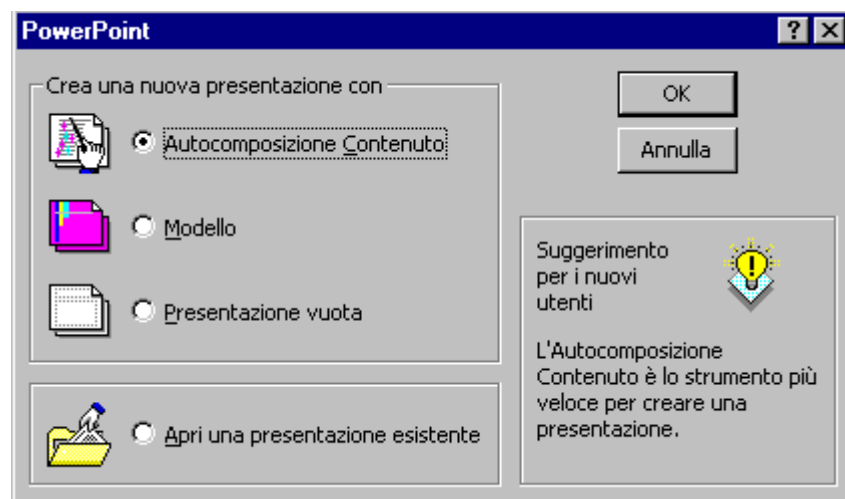 PowerPoint
Crea una nuova presentazione con
Autocomposizione Contenuto
Modello
Presentazione vuota
Apri una presentazione esistente
OK
Annulla
Suggerimento
per i nuovi
utenti
L'Autocomposizione
Contenuto è lo strumento più
veloce per creare una
presentazione.